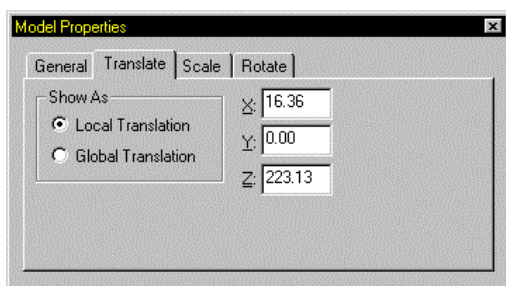 Model Properties
General Translate Scale Rotate
Show As
Local Translation
Global Translation
X: 16.36
Y: 0.00
Z: 223.13